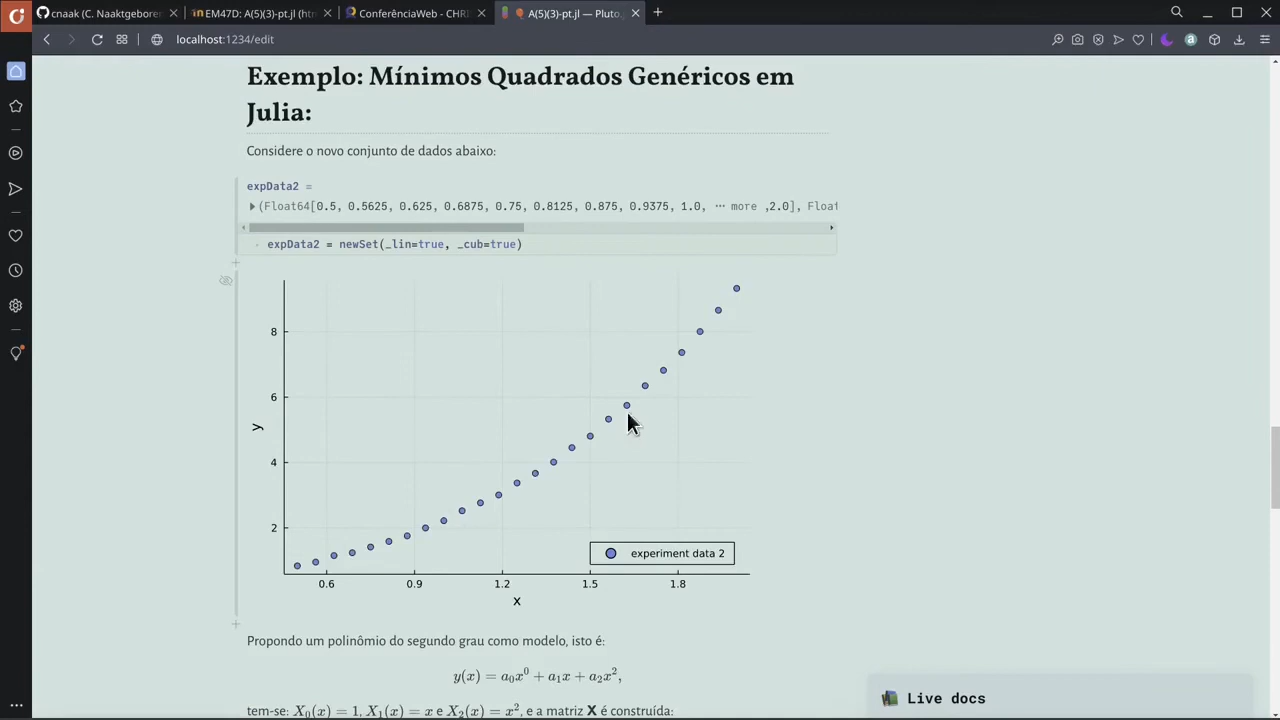 cnaak (C. Naaktgeboren
EM47D: A(5)(3)-pt.jl (htn
ConferênciaWeb - CHRI
A(5)(3)-pt.jl — Pluto.
localhost:1234/edit
Exemplo: Mínimos Quadrados Genéricos em
Julia:
Considere o novo conjunto de dados abaixo:
expData2 =
(Float64[0.5, 0.5625, 0.625, 0.6875, 0.75, 0.8125, 0.875, 0.9375, 1.0, ⋯ more ,2.0], Float
expData2 = newSet(_lin=true, _cub=true)
8
6
y
4
2
experiment data 2
0.6 0.9 1.2 1.5 1.8
x
Propondo um polinômio do segundo grau como modelo, isto é:
y(x) = a₀x⁰ + a₁x + a₂x²,
tem-se: X₀(x) = 1, X₁(x) = x e X₂(x) = x², e a matriz X é construída:
Live docs